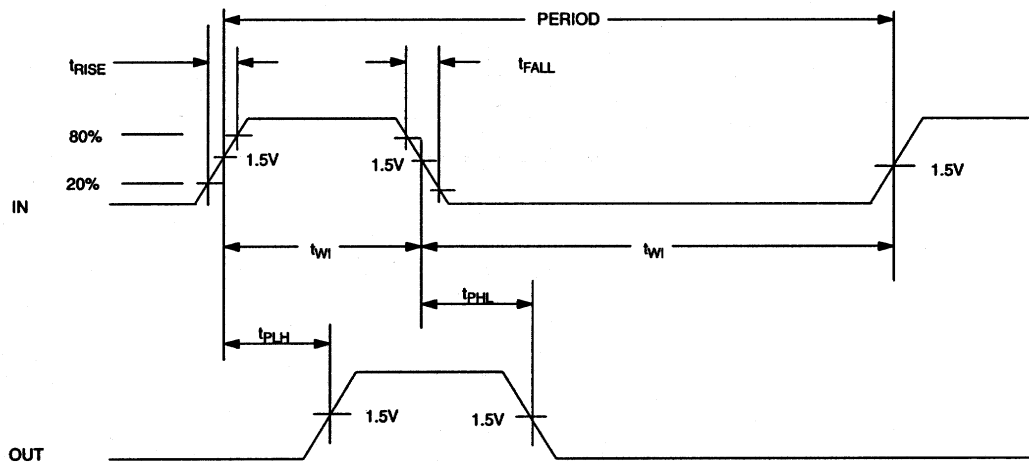 PERIOD
tRISE
tFALL
80%
1.5V
1.5V
20%
1.5V
IN
tWI
tWI
tPHL
tPLH
1.5V
1.5V
OUT